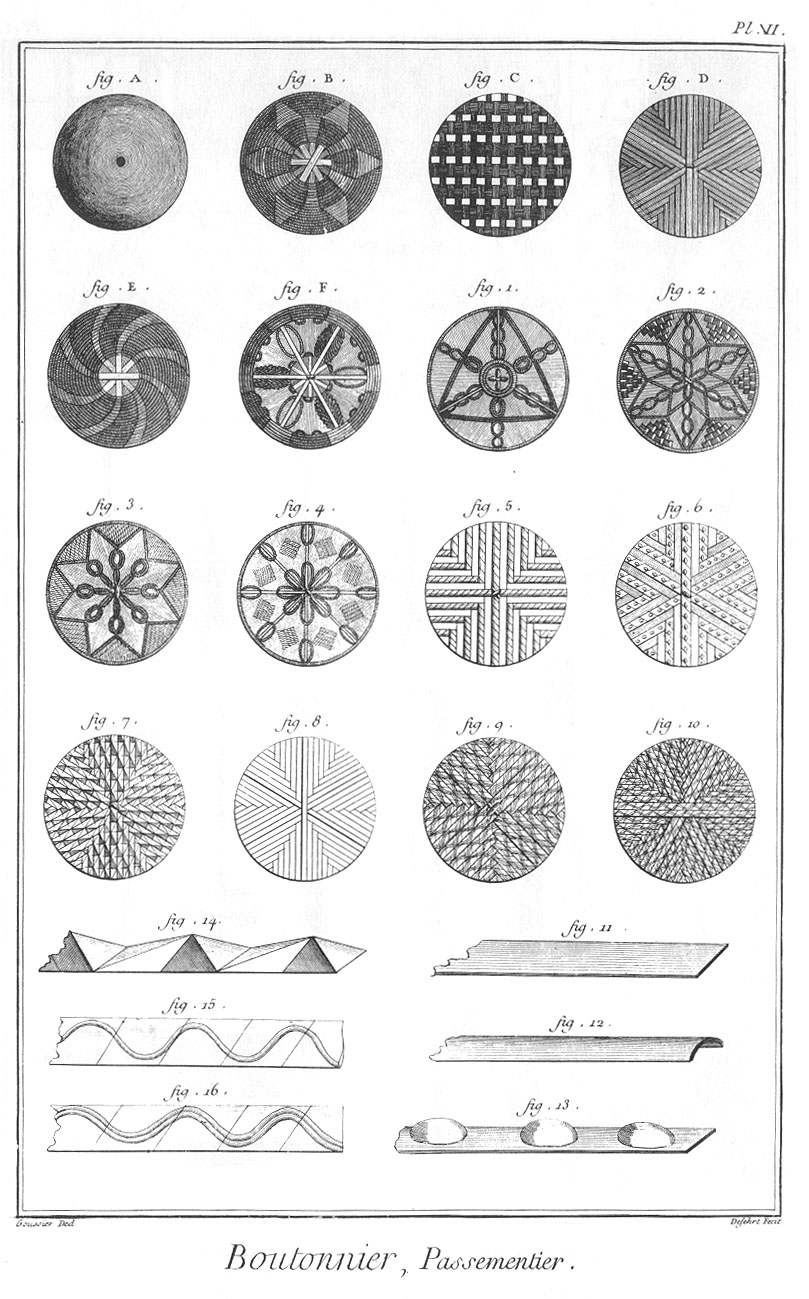 Pl. VI.
fig. A. fig. B. fig. C. fig. D.
fig. E. fig. F. fig. 1. fig. 2.
fig. 3. fig. 4. fig. 5. fig. 6.
fig. 7. fig. 8. fig. 9. fig. 10.
fig. 14. fig. 11.
fig. 15. fig. 12.
fig. 16. fig. 13.
Goussier Del Defehrt Fecit
Boutonnier, Passementier.